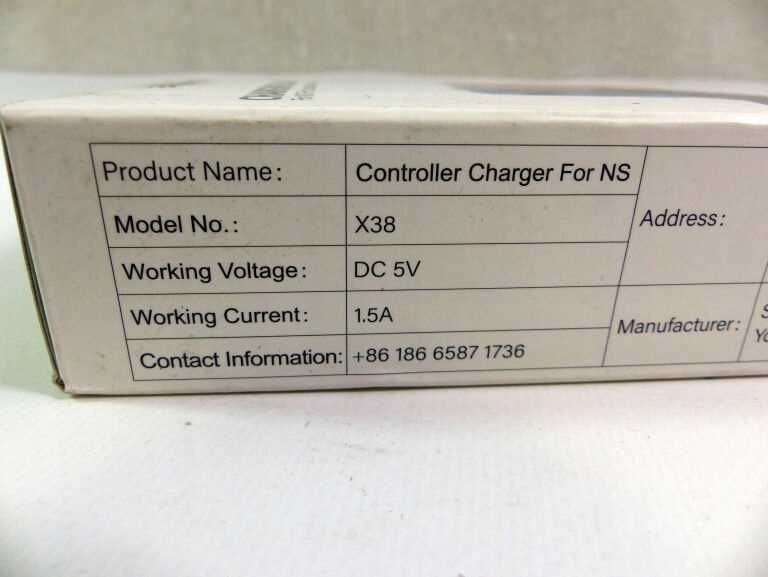 Product Name: Controller Charger For NS
Model No.: X38
Address:
Working Voltage: DC 5V
Working Current: 1.5A
Manufacturer:
Contact Information: +86 186 6587 1736